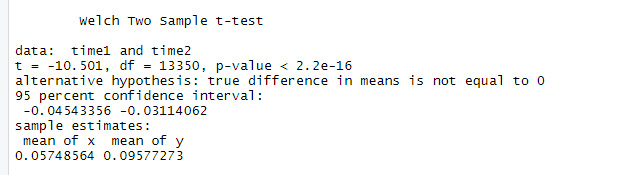 Welch Two Sample t-test
data:  time1 and time2
t = -10.501, df = 13350, p-value < 2.2e-16
alternative hypothesis: true difference in means is not equal to 0
95 percent confidence interval:
 -0.04543356 -0.03114062
sample estimates:
 mean of x  mean of y
0.05748564 0.09577273